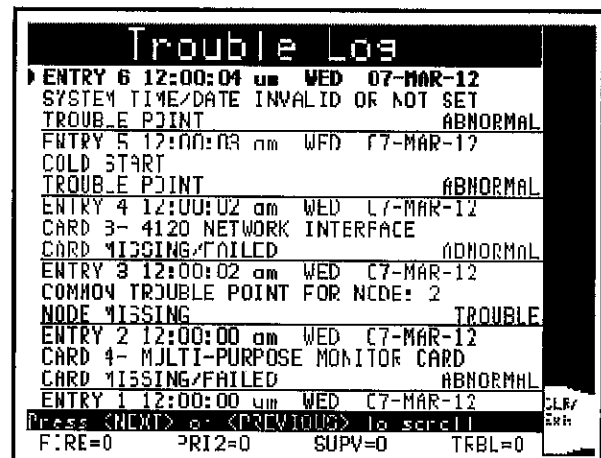 Trouble Log
ENTRY 6 12:00:04 am WED 07-MAR-12
SYSTEM TIME/DATE INVALID OR NOT SET
TROUBLE POINT ABNORMAL
ENTRY 5 12:00:03 am WED 07-MAR-12
COLD START
TROUBLE POINT ABNORMAL
ENTRY 4 12:00:02 am WED 07-MAR-12
CARD 3- 4120 NETWORK INTERFACE
CARD MISSING/FAILED ABNORMAL
ENTRY 3 12:00:02 am WED 07-MAR-12
COMMON TROUBLE POINT FOR NODE: 2
NODE MISSING TROUBLE
ENTRY 2 12:00:00 am WED 07-MAR-12
CARD 4- MULTI-PURPOSE MONITOR CARD
CARD MISSING/FAILED ABNORMAL
ENTRY 1 12:00:00 am WED 07-MAR-12
CLR/
Exit
Press <NEXT> or <PREVIOUS> to scroll
FIRE=0 PRI2=0 SUPV=0 TRBL=0